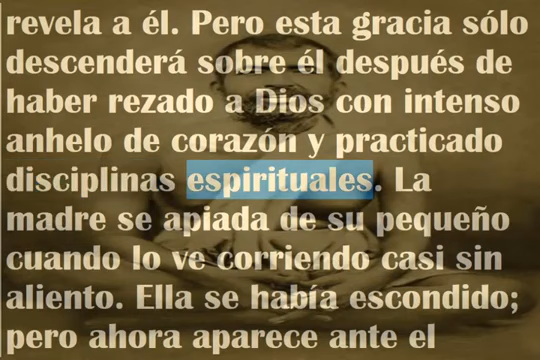 revela a él. Pero esta gracia sólo
descenderá sobre él después de
haber rezado a Dios con intenso
anhelo de corazón y practicado
disciplinas espirituales. La
madre se apiada de su pequeño
cuando lo ve corriendo casi sin
aliento. Ella se había escondido;
pero ahora aparece ante el